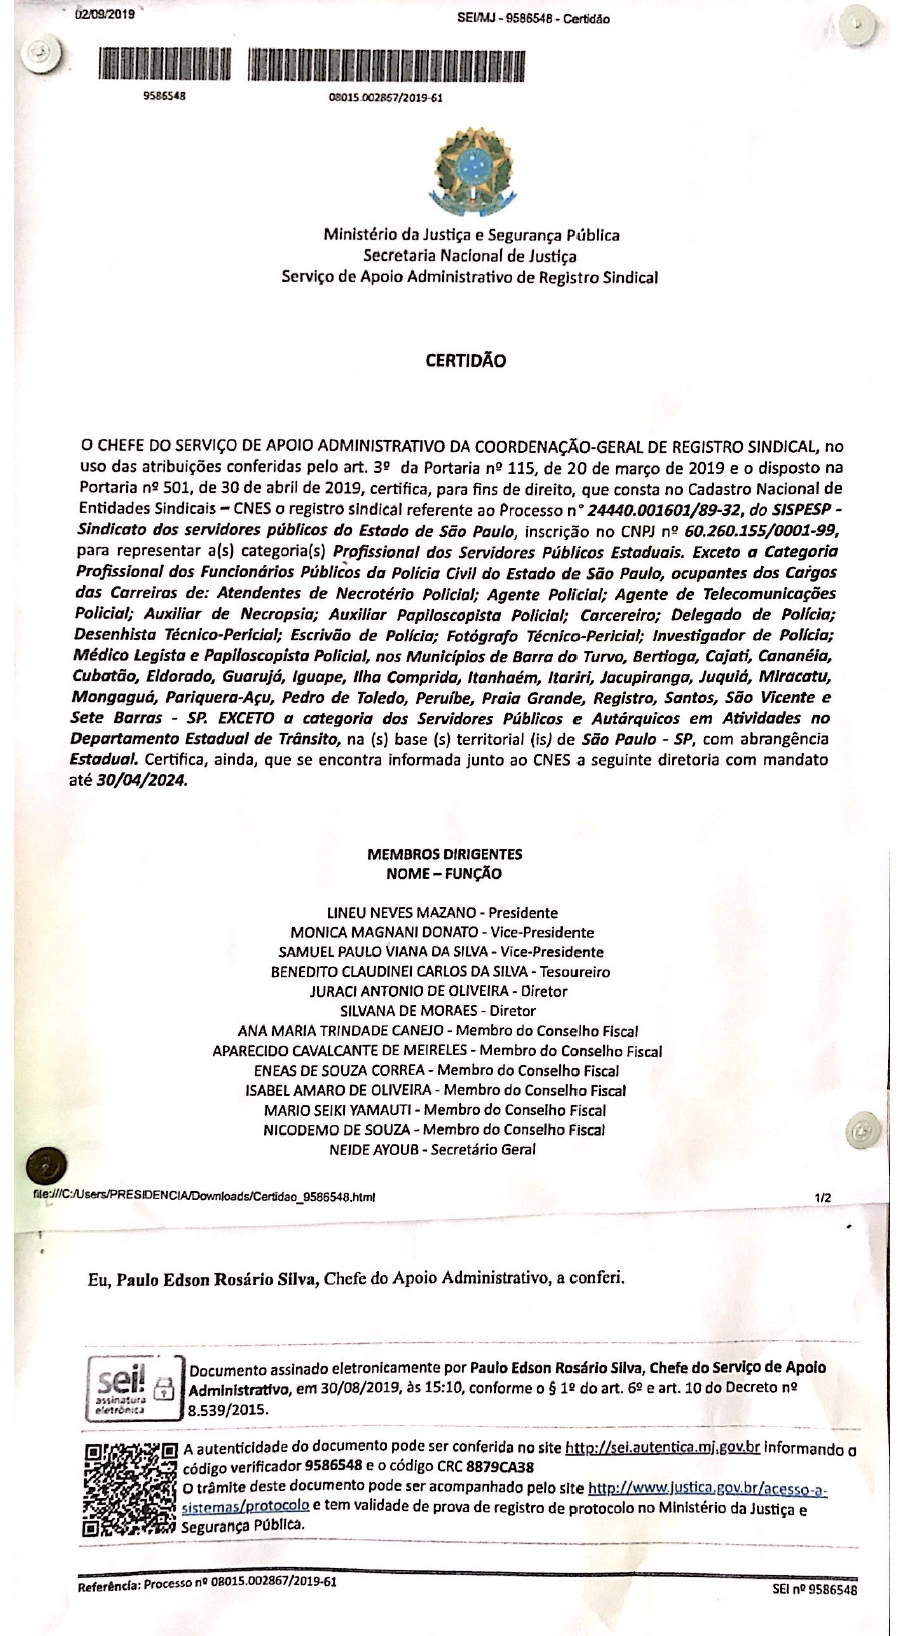 02/09/2019
SEI/MJ - 9586548 - Certidão
9586548
08015.002867/2019-61
Ministério da Justiça e Segurança Pública
Secretaria Nacional de Justiça
Serviço de Apoio Administrativo de Registro Sindical
CERTIDÃO
O CHEFE DO SERVIÇO DE APOIO ADMINISTRATIVO DA COORDENAÇÃO-GERAL DE REGISTRO SINDICAL, no
uso das atribuições conferidas pelo art. 3º da Portaria nº 115, de 20 de março de 2019 e o disposto na
Portaria nº 501, de 30 de abril de 2019, certifica, para fins de direito, que consta no Cadastro Nacional de
Entidades Sindicais – CNES o registro sindical referente ao Processo n° 24440.001601/89-32, do SISPESP -
Sindicato dos servidores públicos do Estado de São Paulo, inscrição no CNPJ nº 60.260.155/0001-99,
para representar a(s) categoria(s) Profissional dos Servidores Públicos Estaduais. Exceto a Categoria
Profissional dos Funcionários Públicos da Polícia Civil do Estado de São Paulo, ocupantes dos Cargos
das Carreiras de: Atendentes de Necrotério Policial; Agente Policial; Agente de Telecomunicações
Policial; Auxiliar de Necropsia; Auxiliar Papiloscopista Policial; Carcereiro; Delegado de Polícia;
Desenhista Técnico-Pericial; Escrivão de Polícia; Fotógrafo Técnico-Pericial; Investigador de Polícia;
Médico Legista e Papiloscopista Policial, nos Municípios de Barra do Turvo, Bertioga, Cajati, Cananéia,
Cubatão, Eldorado, Guarujá, Iguape, Ilha Comprida, Itanhaém, Itariri, Jacupiranga, Juquiá, Miracatu,
Mongaguá, Pariquera-Açu, Pedro de Toledo, Peruíbe, Praia Grande, Registro, Santos, São Vicente e
Sete Barras - SP. EXCETO a categoria dos Servidores Públicos e Autárquicos em Atividades no
Departamento Estadual de Trânsito, na (s) base (s) territorial (is) de São Paulo - SP, com abrangência
Estadual. Certifica, ainda, que se encontra informada junto ao CNES a seguinte diretoria com mandato
até 30/04/2024.
MEMBROS DIRIGENTES
NOME – FUNÇÃO
LINEU NEVES MAZANO - Presidente
MONICA MAGNANI DONATO - Vice-Presidente
SAMUEL PAULO VIANA DA SILVA - Vice-Presidente
BENEDITO CLAUDINEI CARLOS DA SILVA - Tesoureiro
JURACI ANTONIO DE OLIVEIRA - Diretor
SILVANA DE MORAES - Diretor
ANA MARIA TRINDADE CANEJO - Membro do Conselho Fiscal
APARECIDO CAVALCANTE DE MEIRELES - Membro do Conselho Fiscal
ENEAS DE SOUZA CORREA - Membro do Conselho Fiscal
ISABEL AMARO DE OLIVEIRA - Membro do Conselho Fiscal
MARIO SEIKI YAMAUTI - Membro do Conselho Fiscal
NICODEMO DE SOUZA - Membro do Conselho Fiscal
NEIDE AYOUB - Secretário Geral
file:///C:/Users/PRESIDENCIA/Downloads/Certidao_9586548.html
1/2
Eu, Paulo Edson Rosário Silva, Chefe do Apoio Administrativo, a conferi.
sei!
assinatura
eletrônica
Documento assinado eletronicamente por Paulo Edson Rosário Silva, Chefe do Serviço de Apoio
Administrativo, em 30/08/2019, às 15:10, conforme o § 1º do art. 6º e art. 10 do Decreto nº
8.539/2015.
A autenticidade do documento pode ser conferida no site http://sei.autentica.mj.gov.br informando o
código verificador 9586548 e o código CRC 8879CA38
O trâmite deste documento pode ser acompanhado pelo site http://www.justica.gov.br/acesso-a-
sistemas/protocolo e tem validade de prova de registro de protocolo no Ministério da Justiça e
Segurança Pública.
Referência: Processo nº 08015.002867/2019-61
SEI nº 9586548